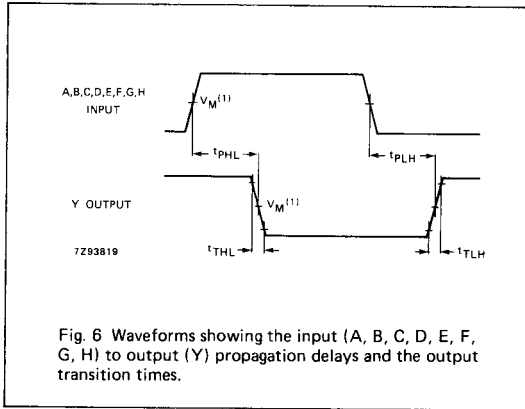 A,B,C,D,E,F,G,H
INPUT
VM(1)
tPHL
tPLH
Y OUTPUT
VM(1)
7Z93819
tTHL
tTLH
Fig. 6 Waveforms showing the input (A, B, C, D, E, F,
G, H) to output (Y) propagation delays and the output
transition times.